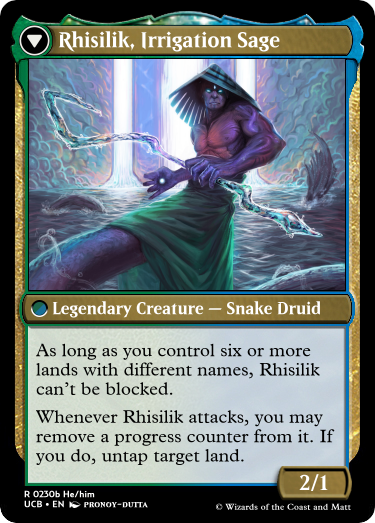 Rhisilik, Irrigation Sage
Legendary Creature — Snake Druid
As long as you control six or more
lands with different names, Rhisilik
can't be blocked.
Whenever Rhisilik attacks, you may
remove a progress counter from it. If
you do, untap target land.
2/1
R 0230b He/him
UCB • EN PRONOY-DUTTA
© Wizards of the Coast and Matt